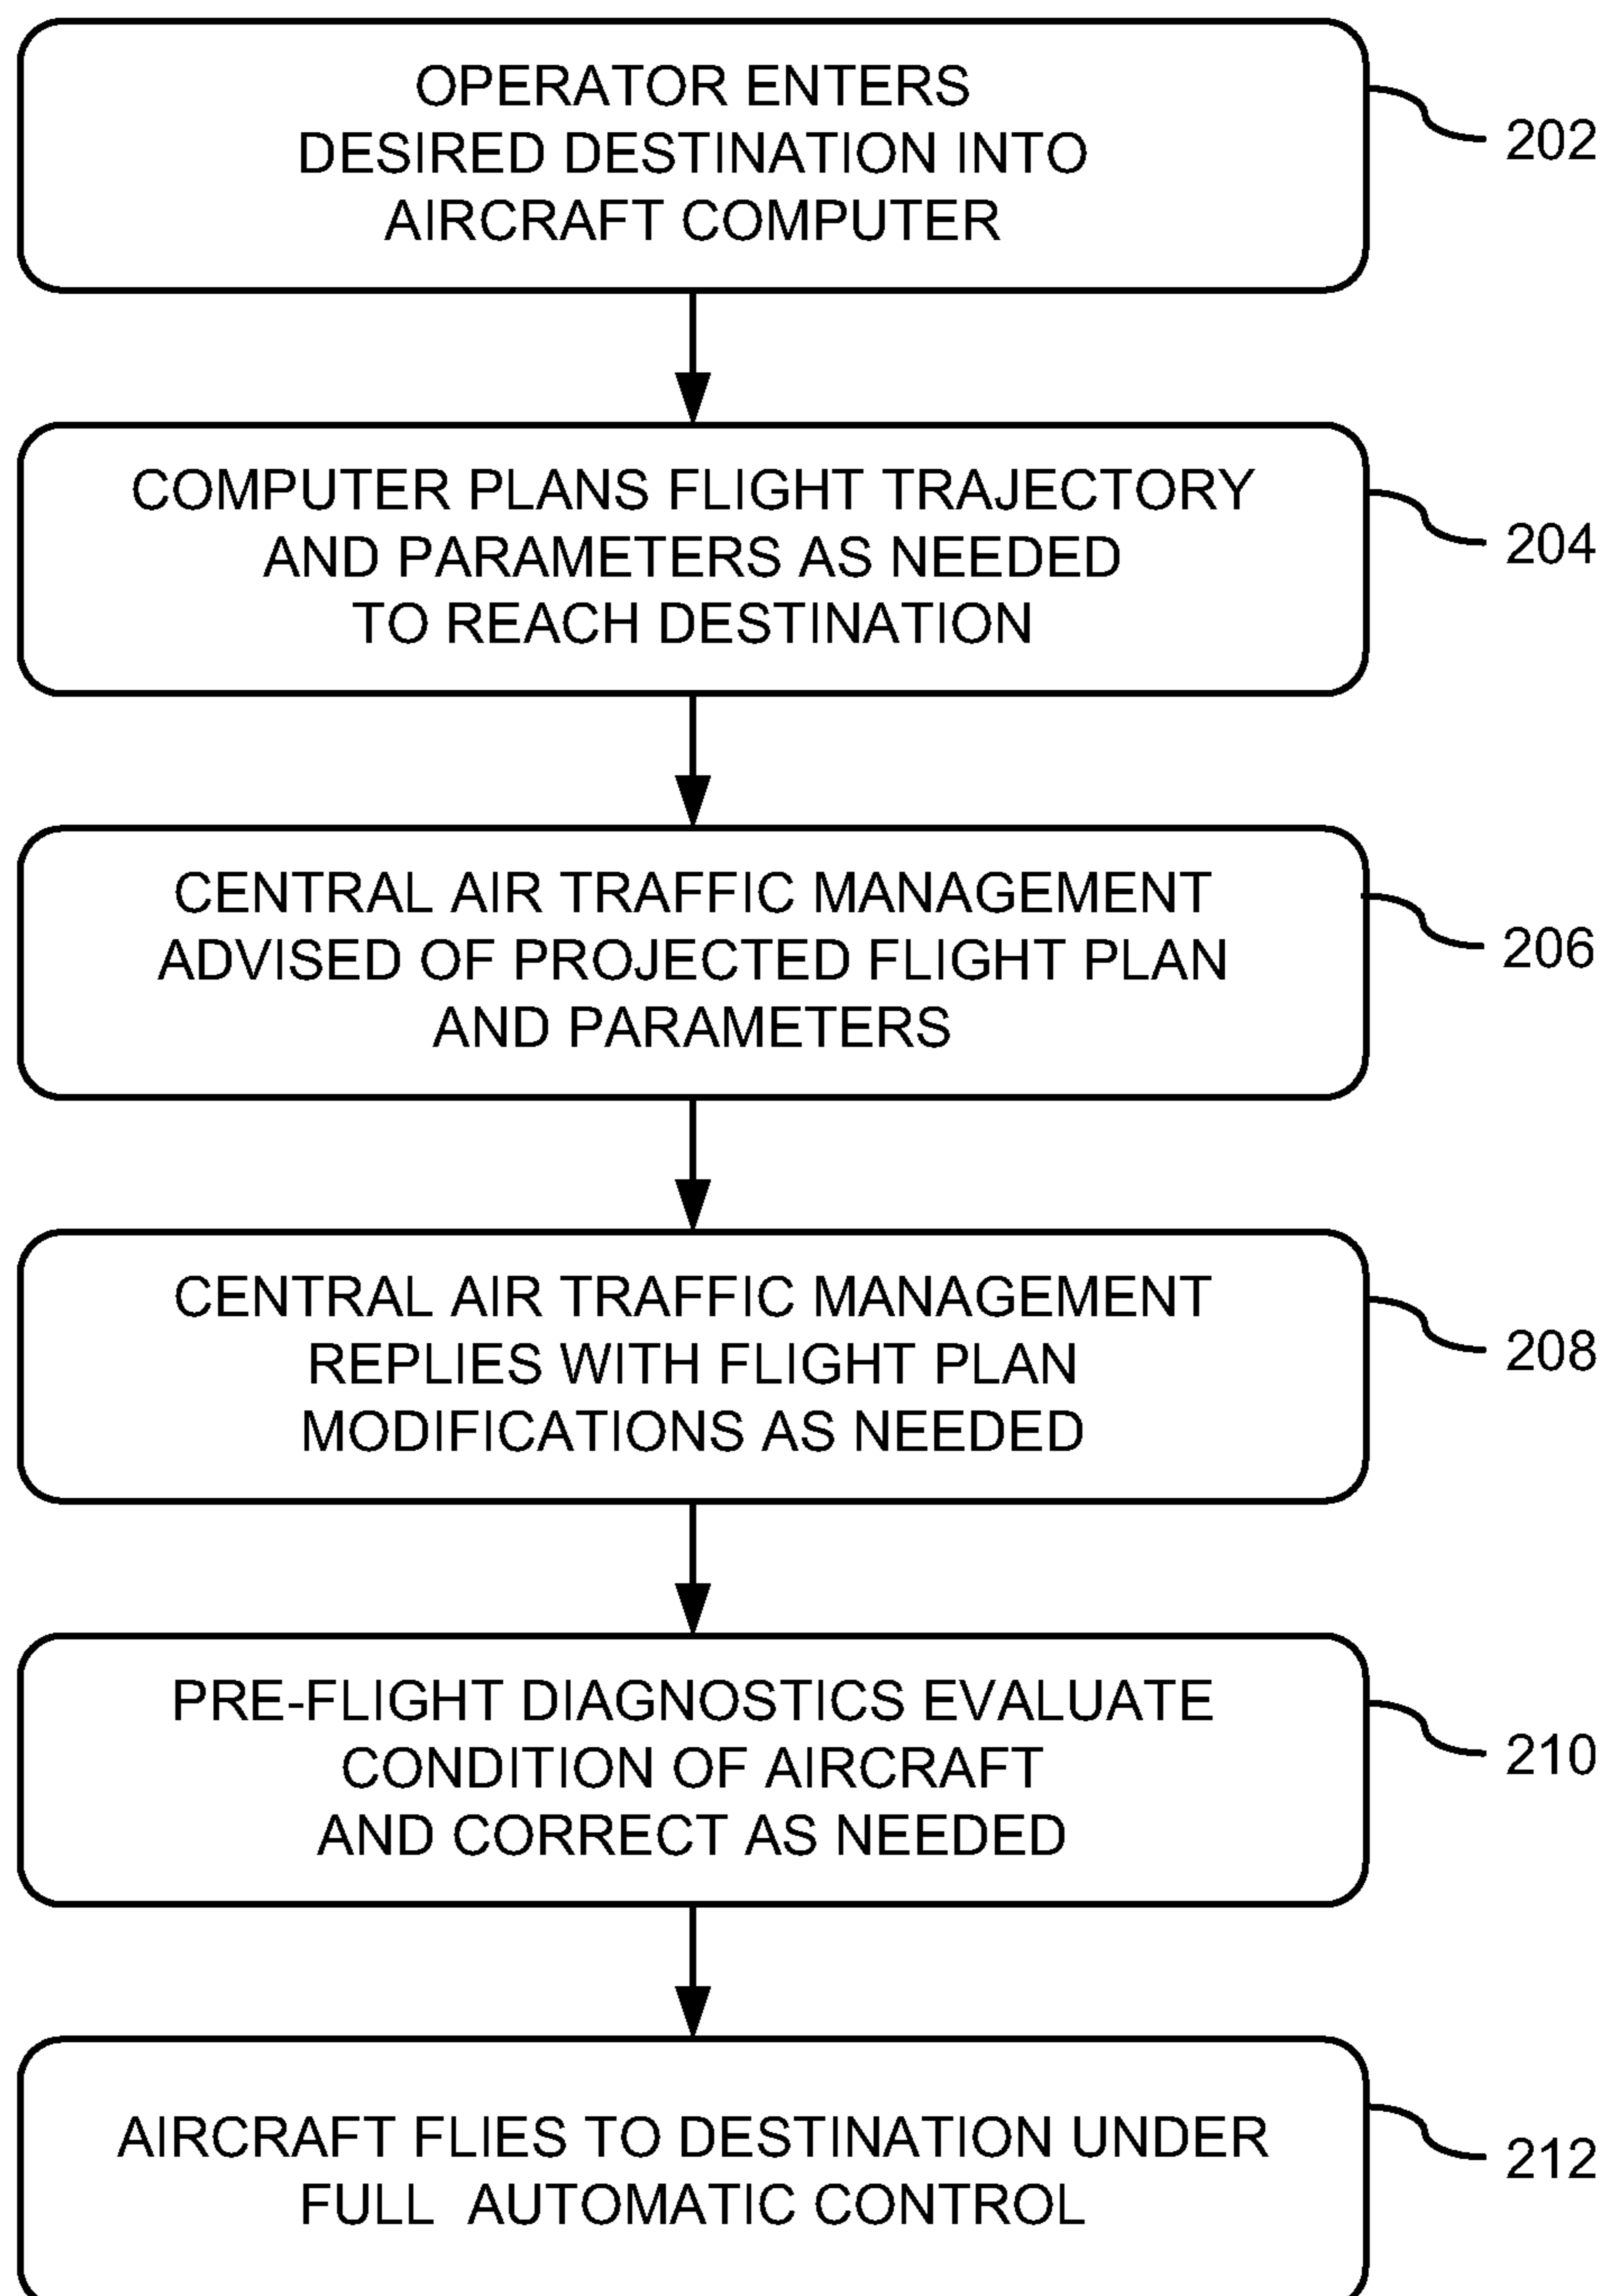 OPERATOR ENTERS
DESIRED DESTINATION INTO
AIRCRAFT COMPUTER
202
COMPUTER PLANS FLIGHT TRAJECTORY
AND PARAMETERS AS NEEDED
TO REACH DESTINATION
204
CENTRAL AIR TRAFFIC MANAGEMENT
ADVISED OF PROJECTED FLIGHT PLAN
AND PARAMETERS
206
CENTRAL AIR TRAFFIC MANAGEMENT
REPLIES WITH FLIGHT PLAN
MODIFICATIONS AS NEEDED
208
PRE-FLIGHT DIAGNOSTICS EVALUATE
CONDITION OF AIRCRAFT
AND CORRECT AS NEEDED
210
AIRCRAFT FLIES TO DESTINATION UNDER
FULL AUTOMATIC CONTROL
212